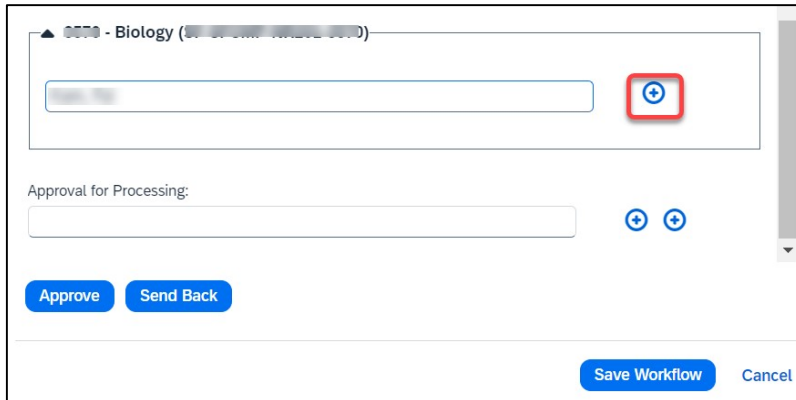 - Biology (
Approval for Processing:
Approve Send Back
Save Workflow Cancel